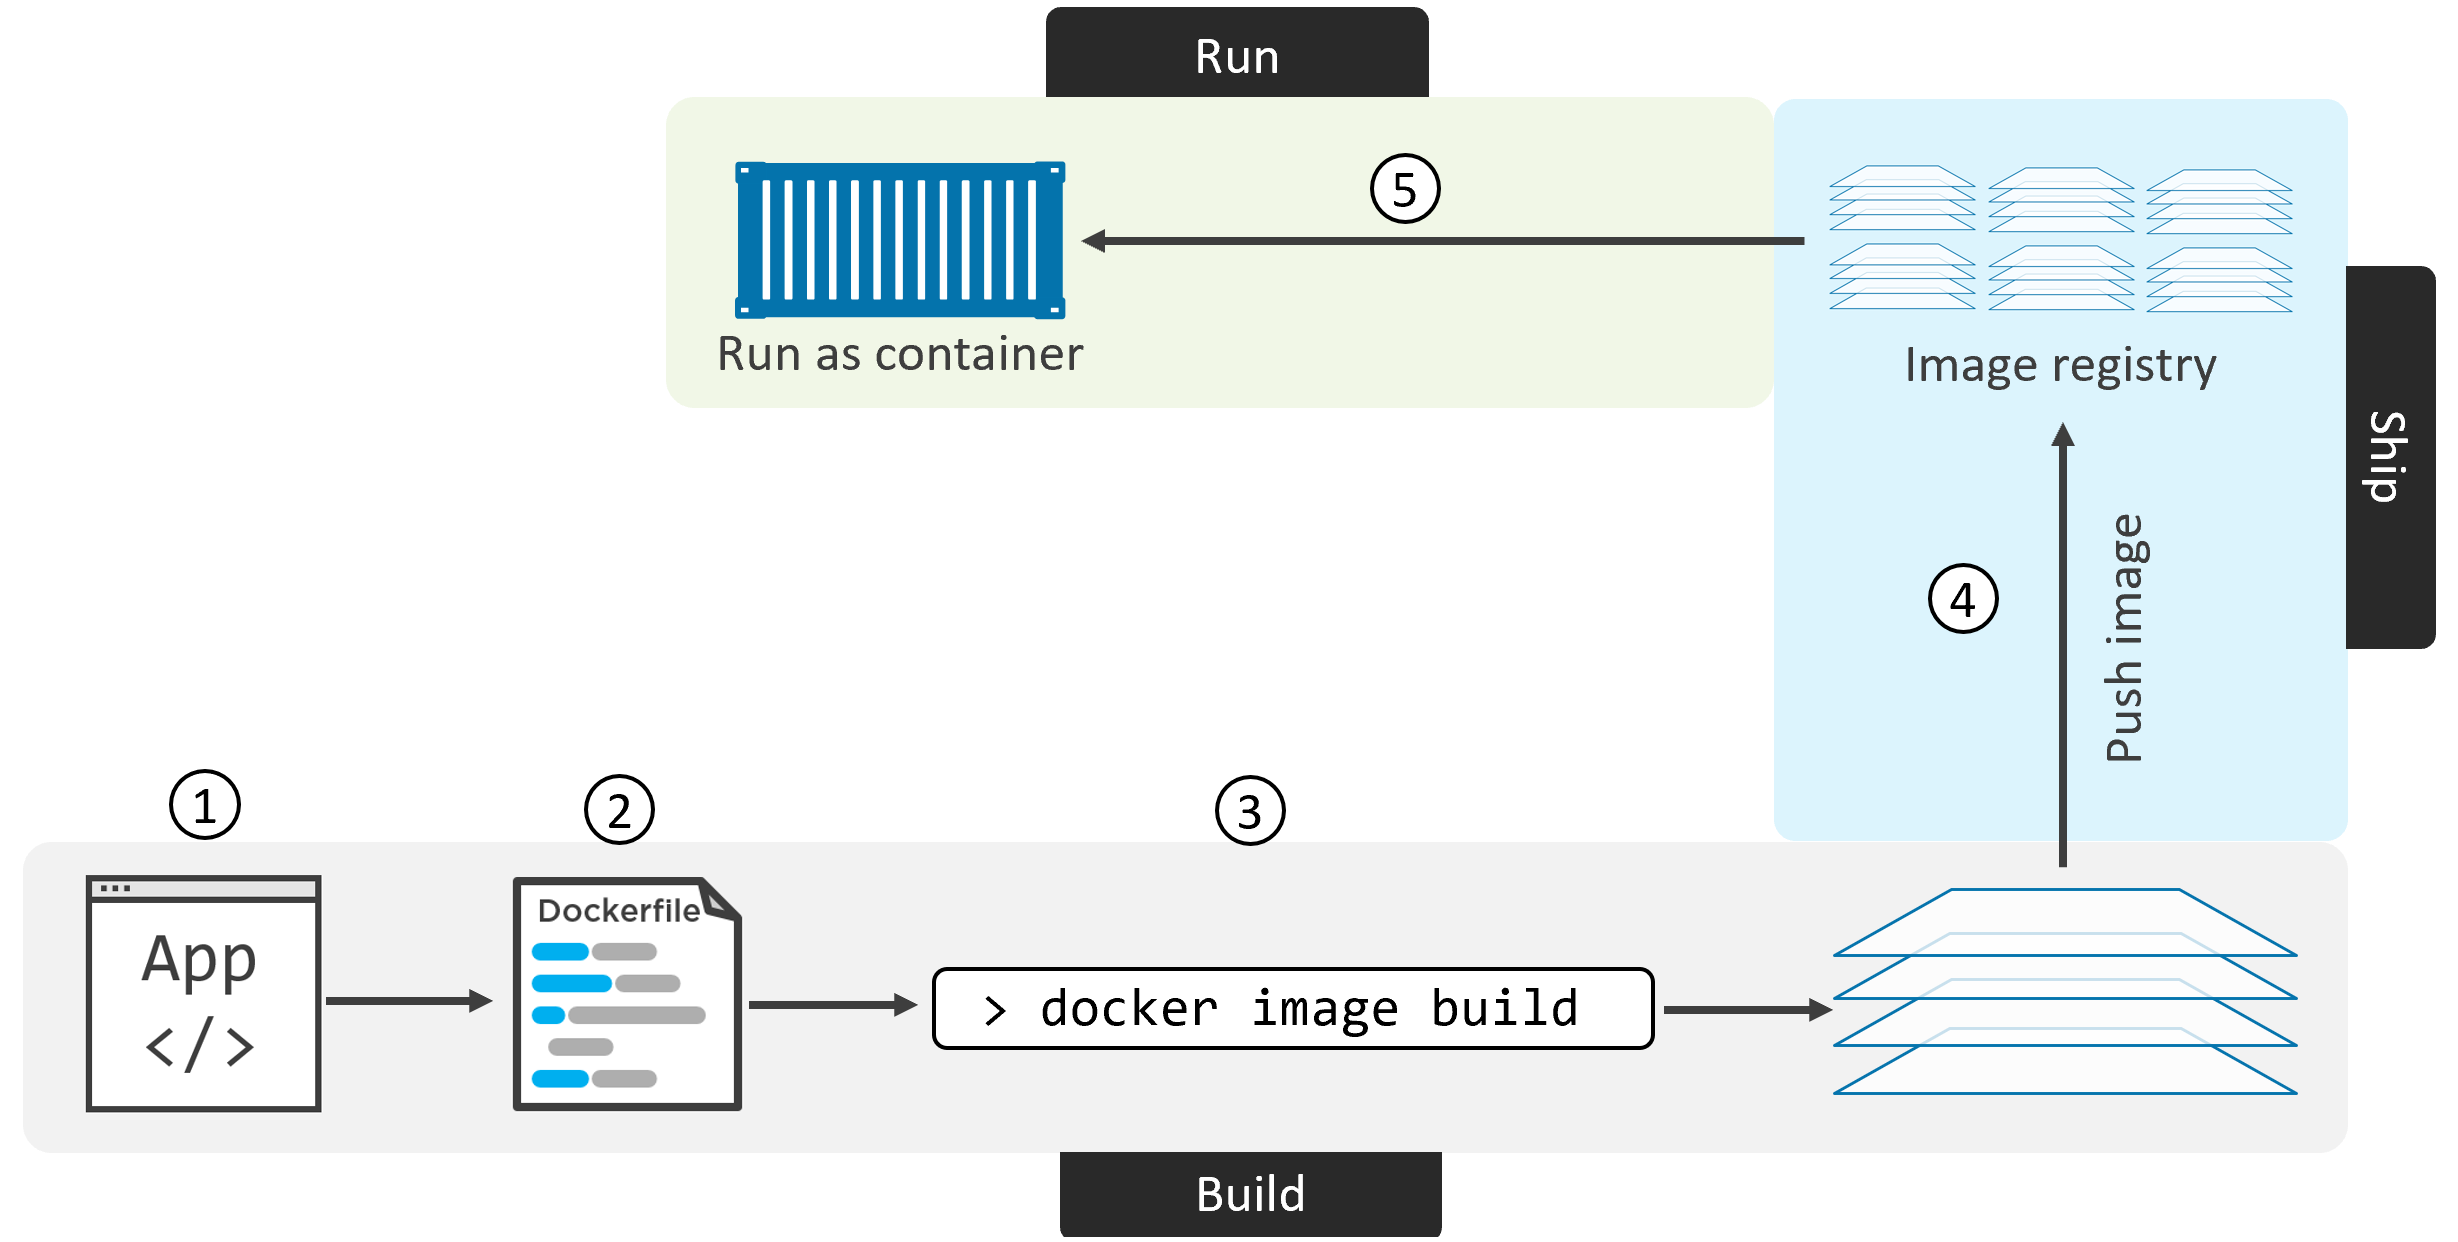 Run
5
Run as container
Image registry
Ship
4
Push image
1
2
3
App
</>
Dockerfile
> docker image build
Build